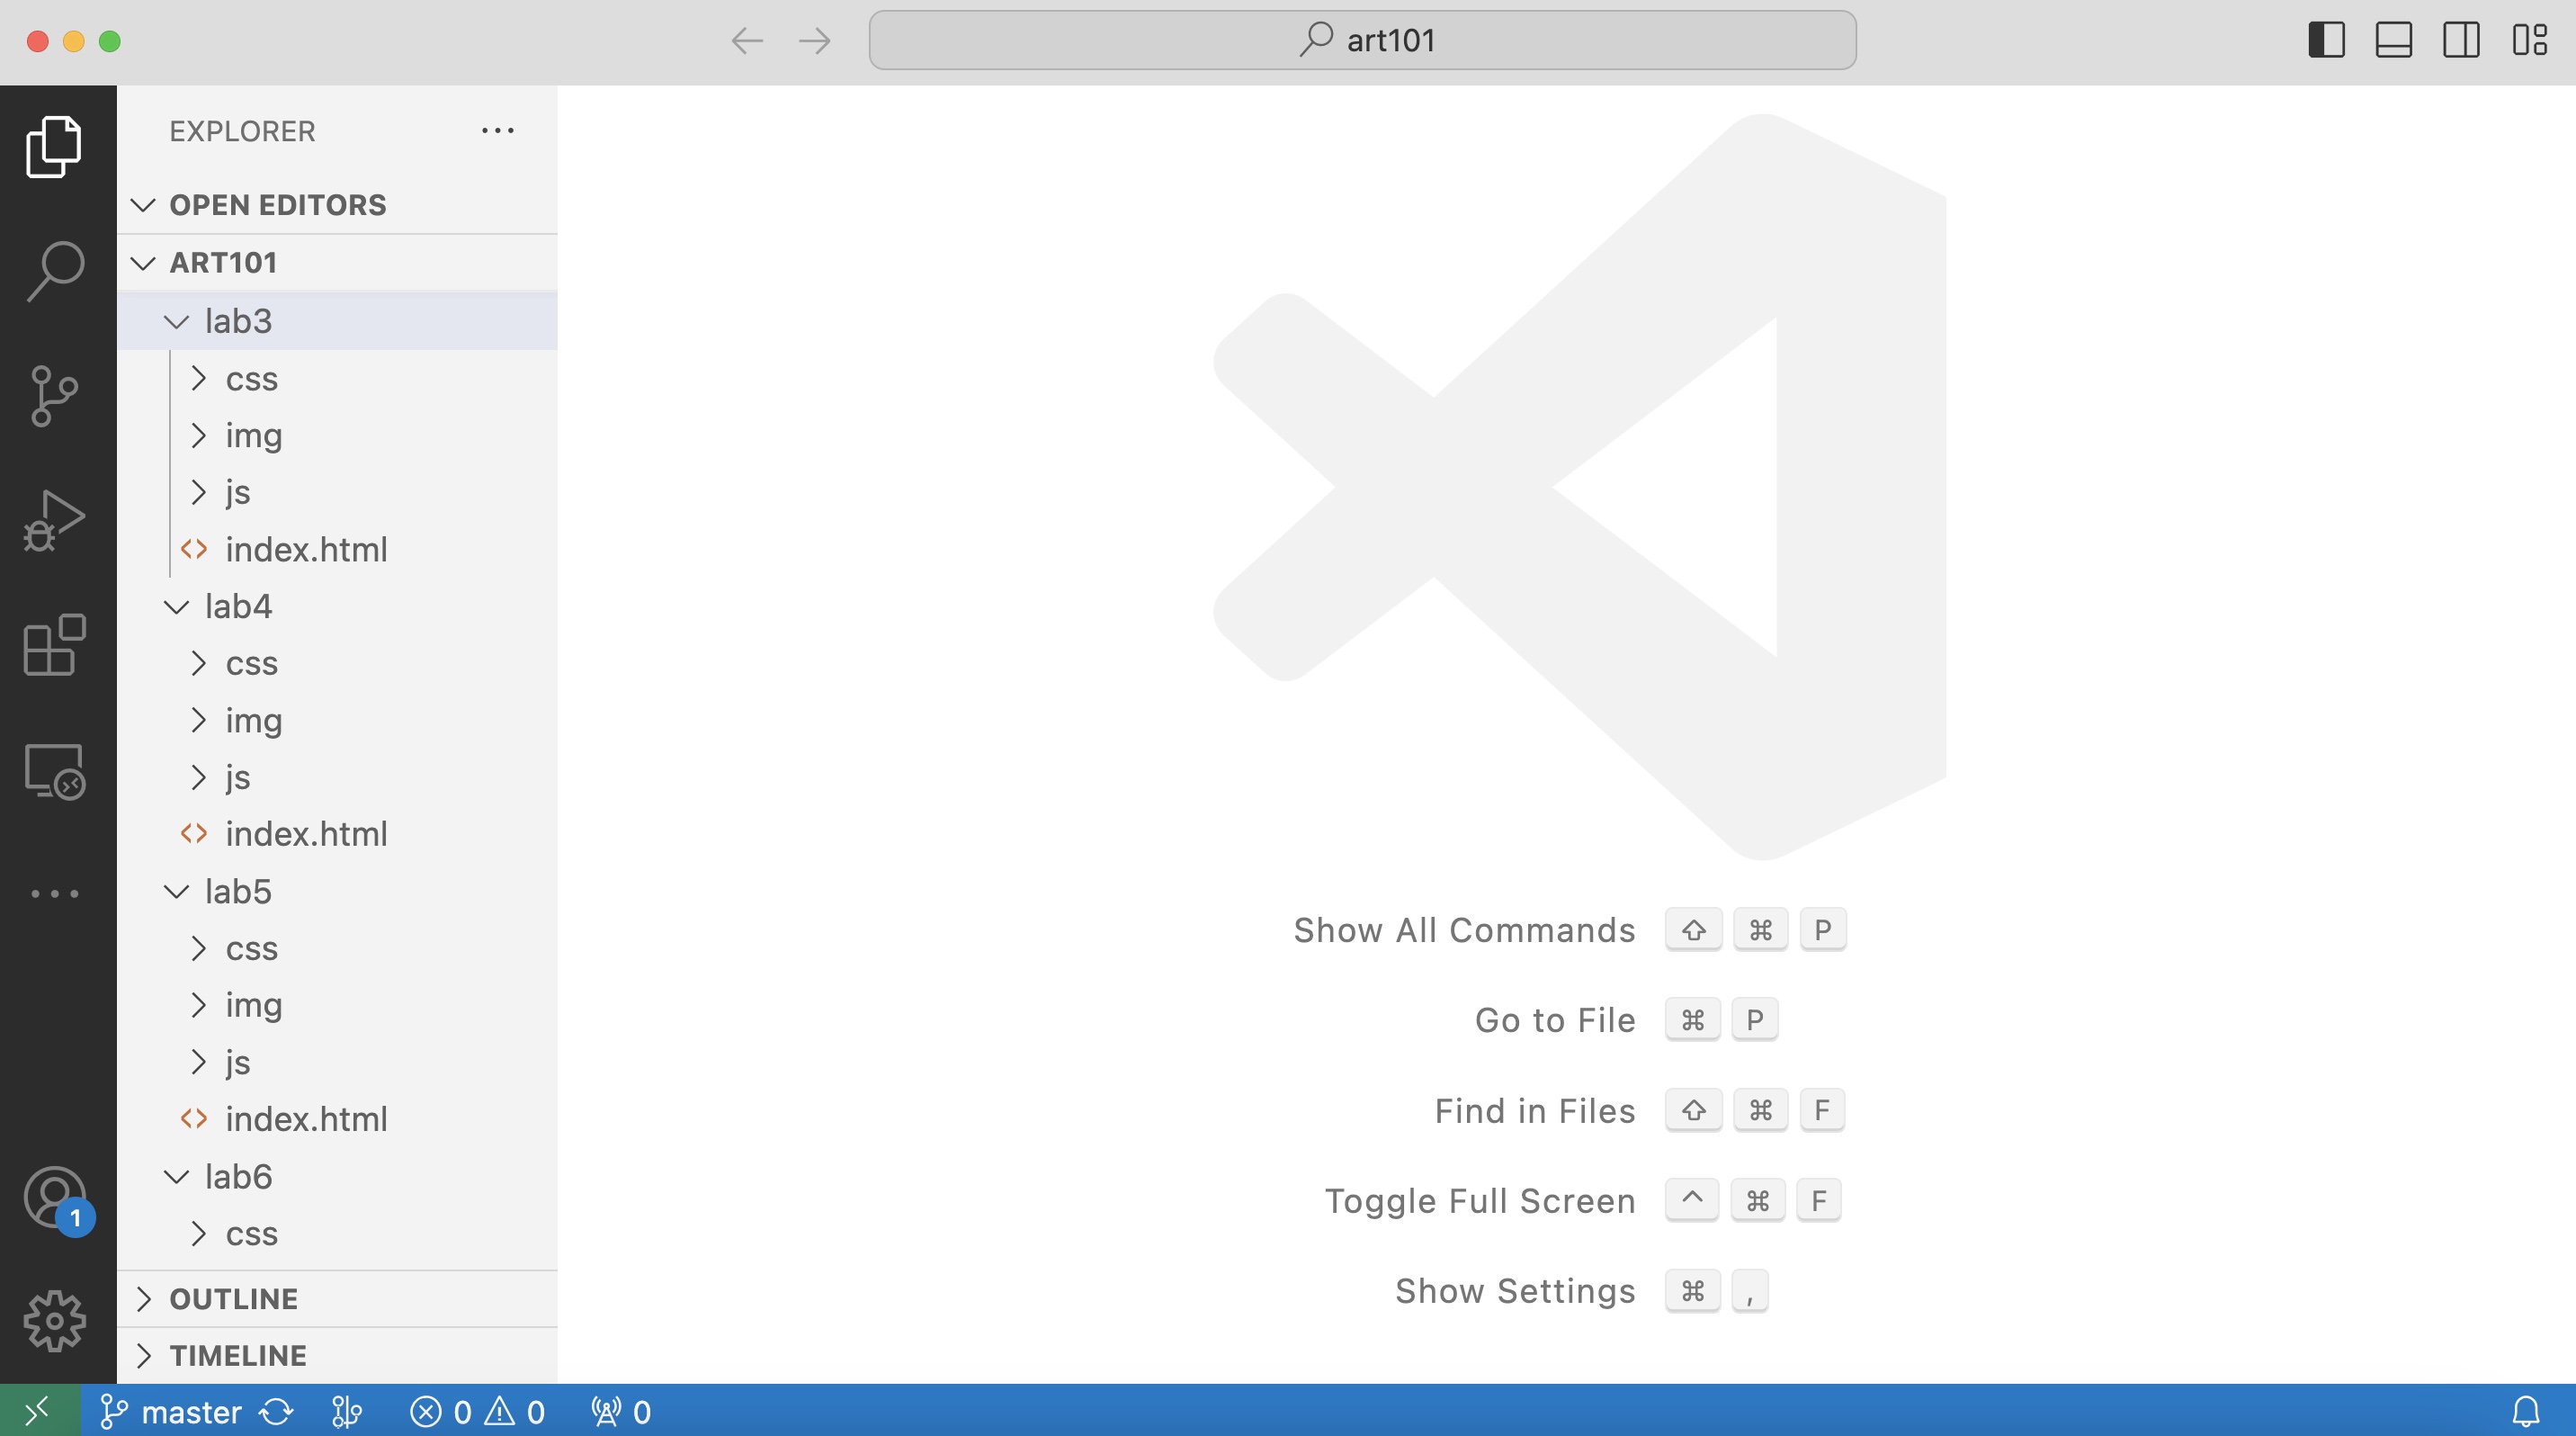 art101
EXPLORER
OPEN EDITORS
ART101
lab3
css
img
js
index.html
lab4
css
img
js
index.html
lab5
css
img
js
index.html
lab6
css
OUTLINE
TIMELINE
Show All Commands ⇧ ⌘ P
Go to File ⌘ P
Find in Files ⇧ ⌘ F
Toggle Full Screen ^ ⌘ F
Show Settings ⌘ ,
1
master 0 0 0